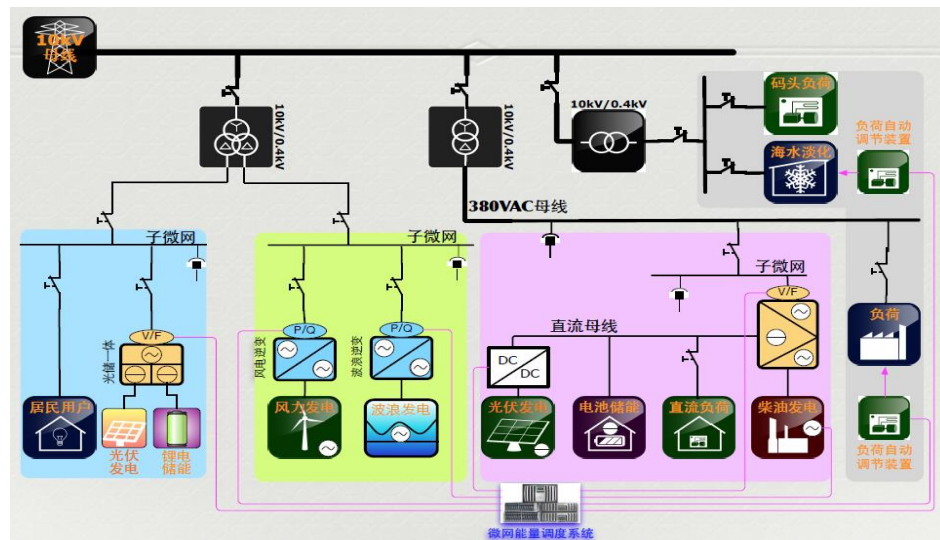 10kV
母线
10kV/0.4kV
10kV/0.4kV
10kV/0.4kV
码头负荷
负荷自动
调节装置
海水淡化
380VAC母线
子微网
子微网
子微网
V/F
光储一体
P/Q
风电逆变
P/Q
波浪逆变
V/F
直流母线
DC
DC
负荷
居民用户
光伏
发电
锂电
储能
风力发电
波浪发电
光伏发电
电池储能
直流负荷
柴油发电
负荷自动
调节装置
微网能量调度系统